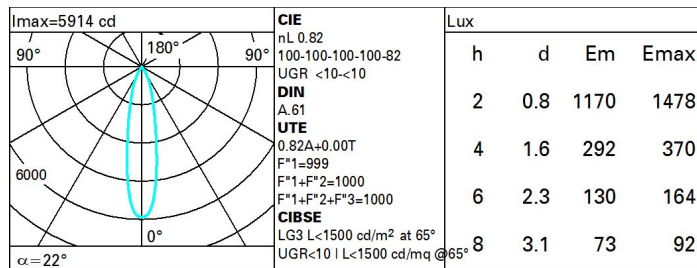 Imax=5914 cd
90° 180° 90°
6000
0°
α=22°
CIE
nL 0.82
100-100-100-100-82
UGR <10-<10
DIN
A.61
UTE
0.82A+0.00T
F"1=999
F"1+F"2=1000
F"1+F"2+F"3=1000
CIBSE
LG3 L<1500 cd/m² at 65°
UGR<10 | L<1500 cd/mq @65°
Lux
h d Em Emax
2 0.8 1170 1478
4 1.6 292 370
6 2.3 130 164
8 3.1 73 92